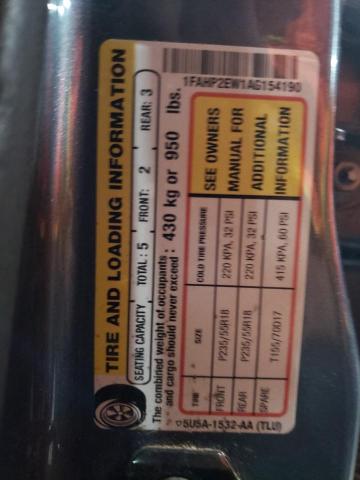 TIRE AND LOADING INFORMATION
SEATING CAPACITY TOTAL: 5 FRONT: 2 REAR: 3
The combined weight of occupants
and cargo should never exceed: 430 kg or 950 lbs.
1FAHP2EW1AG154190
TIRE SIZE COLD TIRE PRESSURE SEE OWNERS
FRONT P235/55R18 220 KPA, 32 PSI MANUAL FOR
REAR P235/55R18 220 KPA, 32 PSI ADDITIONAL
SPARE T155/70D17 415 KPA, 60 PSI INFORMATION
5U5A-1532-AA (TLU)